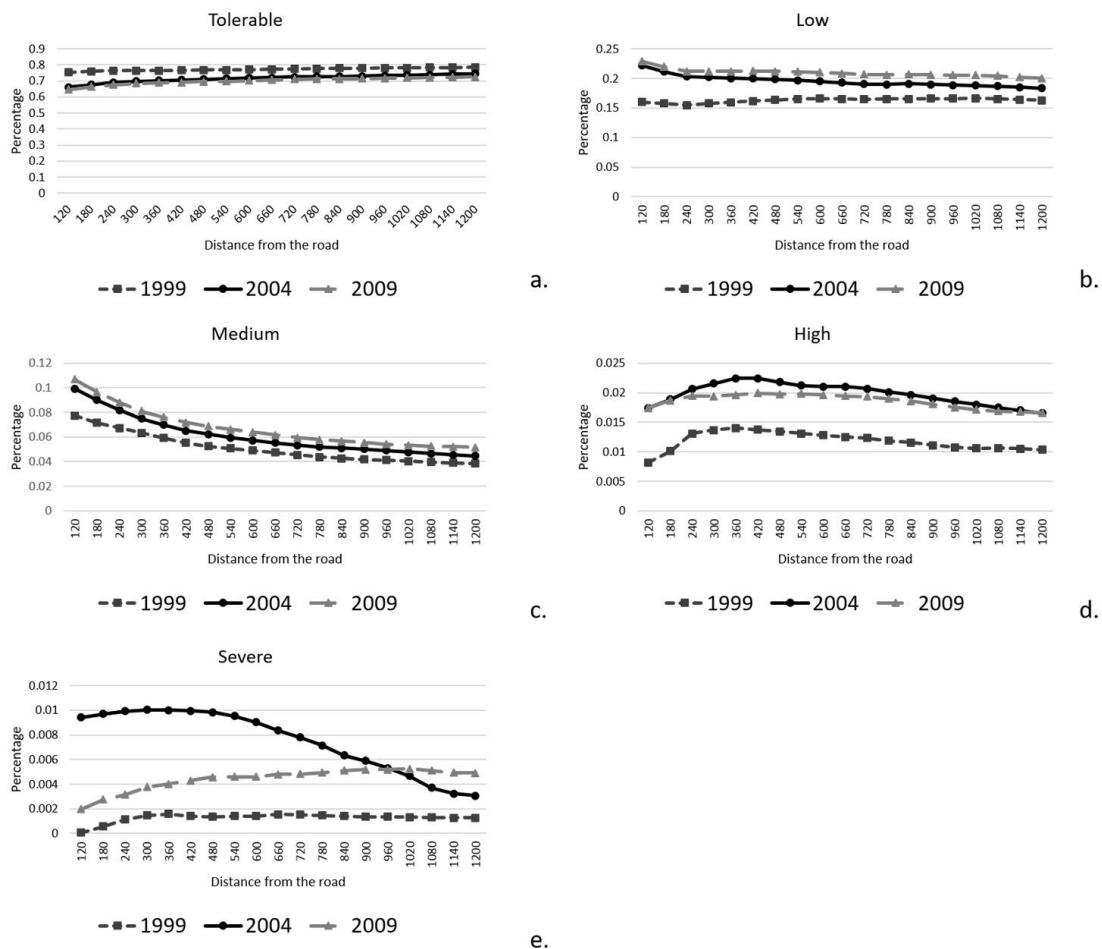 Tolerable
Percentage
0.9
0.8
0.7
0.6
0.5
0.4
0.3
0.2
0.1
0
120 180 240 300 360 420 480 540 600 660 720 780 840 900 960 1020 1080 1140 1200
Distance from the road
1999 2004 2009
a.
Low
Percentage
0.25
0.2
0.15
0.1
0.05
0
120 180 240 300 360 420 480 540 600 660 720 780 840 900 960 1020 1080 1140 1200
Distance from the road
1999 2004 2009
b.
Medium
Percentage
0.12
0.1
0.08
0.06
0.04
0.02
0
120 180 240 300 360 420 480 540 600 660 720 780 840 900 960 1020 1080 1140 1200
Distance from the road
1999 2004 2009
c.
High
Percentage
0.025
0.02
0.015
0.01
0.005
0
120 180 240 300 360 420 480 540 600 660 720 780 840 900 960 1020 1080 1140 1200
Distance from the road
1999 2004 2009
d.
Severe
Percentage
0.012
0.01
0.008
0.006
0.004
0.002
0
120 180 240 300 360 420 480 540 600 660 720 780 840 900 960 1020 1080 1140 1200
Distance from the road
1999 2004 2009
e.